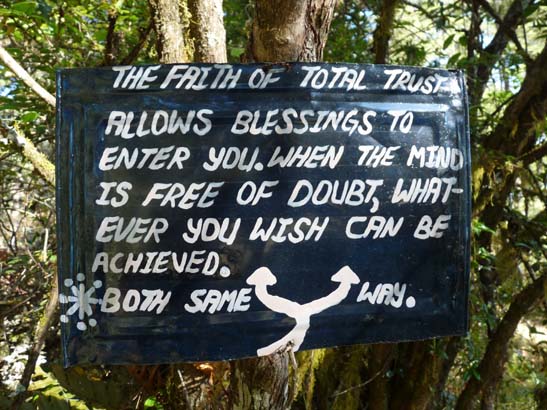 THE FAITH OF TOTAL TRUST
ALLOWS BLESSINGS TO
ENTER YOU. WHEN THE MIND
IS FREE OF DOUBT, WHAT-
EVER YOU WISH CAN BE
ACHIEVED.
BOTH SAME WAY.